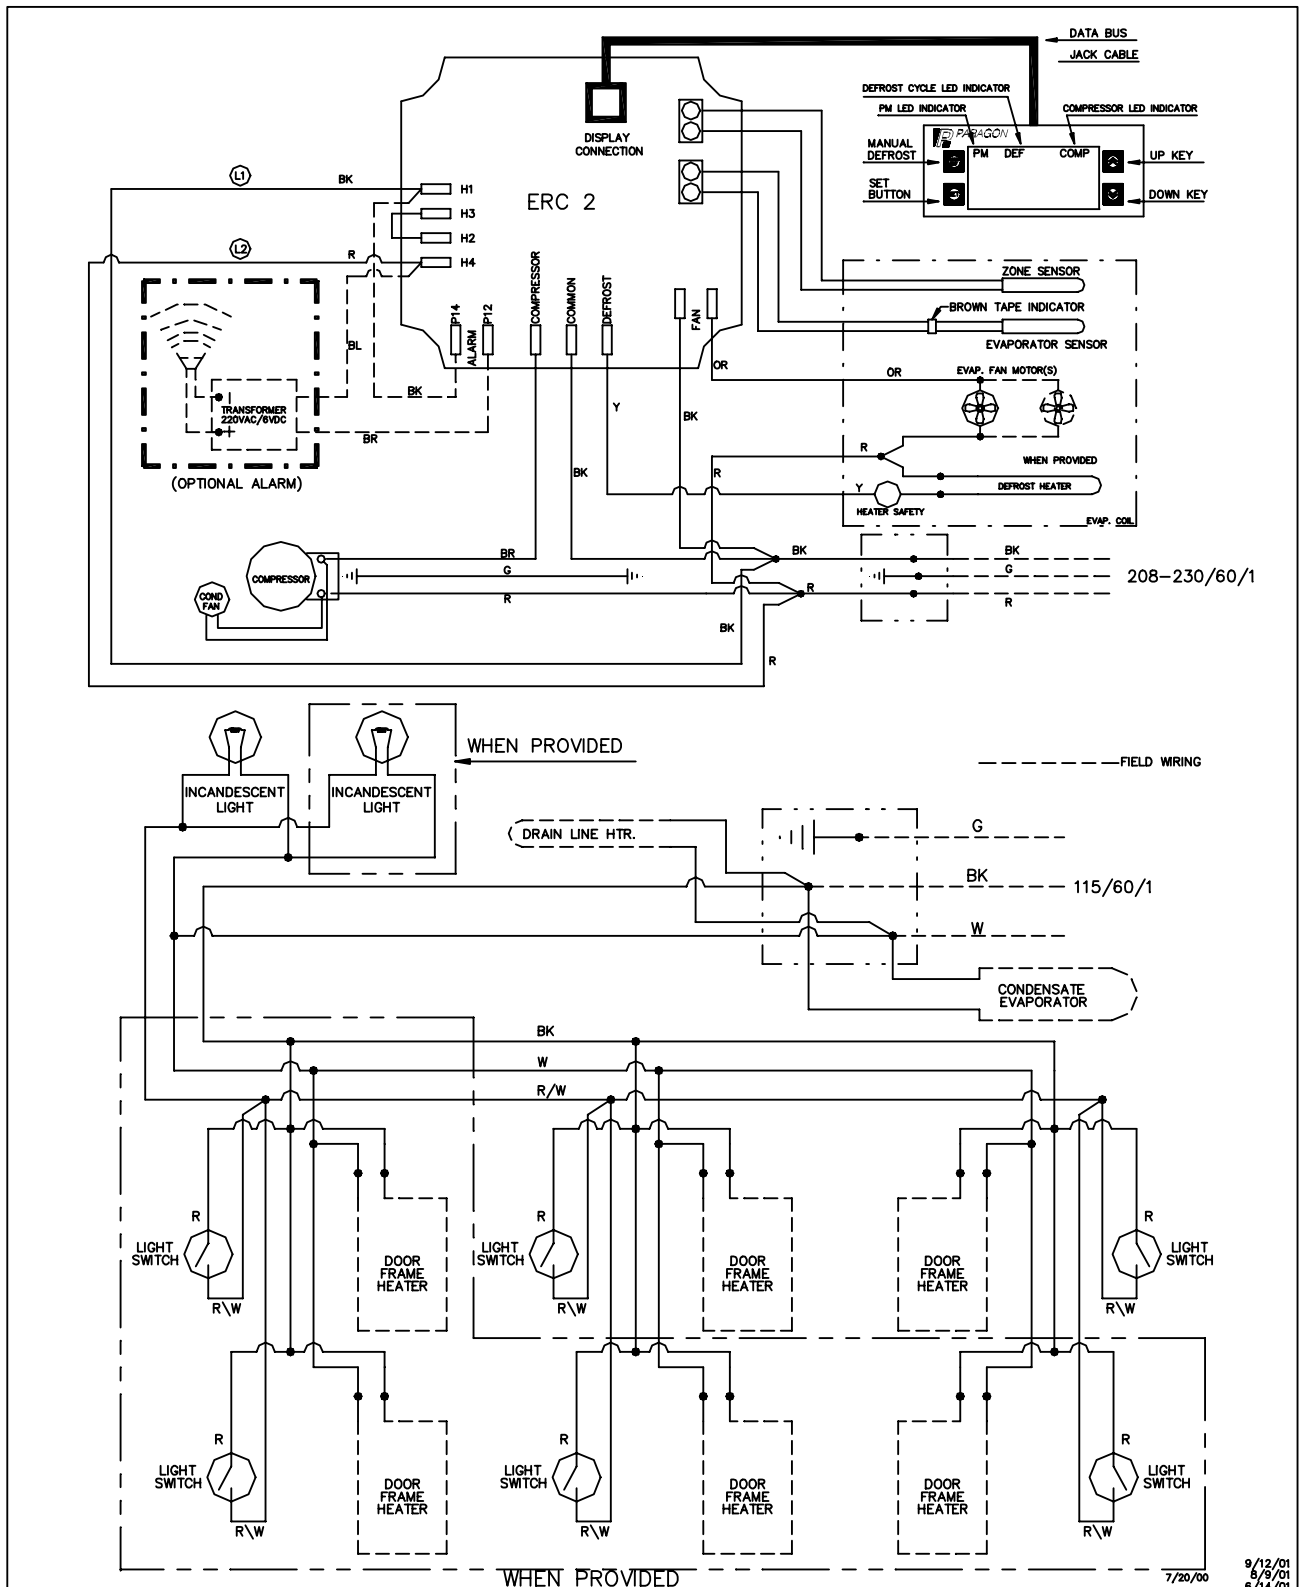 DATA BUS
JACK CABLE
DEFROST CYCLE LED INDICATOR
PM LED INDICATOR
COMPRESSOR LED INDICATOR
DISPLAY
CONNECTION
PARAGON
MANUAL
DEFROST
PM
DEF
COMP
UP KEY
SET
BUTTON
DOWN KEY
L1
BK
H1
ERC 2
H3
H2
L2
R
H4
COMPRESSOR
COMMON
DEFROST
ZONE SENSOR
BROWN TAPE INDICATOR
EVAPORATOR SENSOR
P14
ALARM
P12
FAN
BL
OR
OR
EVAP. FAN MOTOR(S)
BK
TRANSFORMER
220VAC/6VDC
BR
Y
BK
R
WHEN PROVIDED
(OPTIONAL ALARM)
BK
R
Y
DEFROST HEATER
HEATER SAFETY
EVAP. COIL
BR
BK
BK
COMPRESSOR
G
G
208-230/60/1
COND
FAN
R
R
R
BK
R
WHEN PROVIDED
FIELD WIRING
INCANDESCENT
LIGHT
INCANDESCENT
LIGHT
DRAIN LINE HTR.
G
BK
115/60/1
W
CONDENSATE
EVAPORATOR
BK
W
R/W
R
R
R
LIGHT
SWITCH
DOOR
FRAME
HEATER
LIGHT
SWITCH
DOOR
FRAME
HEATER
DOOR
FRAME
HEATER
LIGHT
SWITCH
R\W
R\W
R\W
R
R
R
LIGHT
SWITCH
DOOR
FRAME
HEATER
LIGHT
SWITCH
DOOR
FRAME
HEATER
DOOR
FRAME
HEATER
LIGHT
SWITCH
R\W
R\W
R\W
WHEN PROVIDED
7/20/00
9/12/01
8/9/01
6/14/01